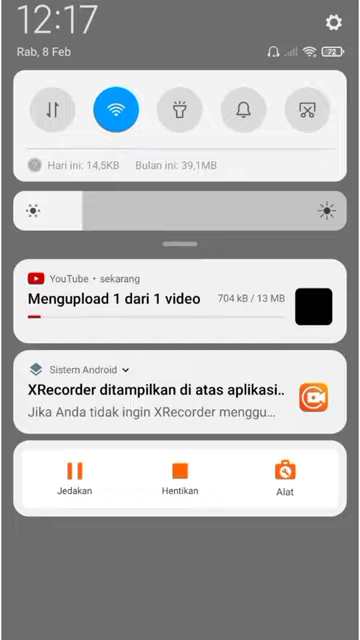 12:17
Rab, 8 Feb
72
Hari ini: 14,5KB
Bulan ini: 39,1MB
YouTube • sekarang
Mengupload 1 dari 1 video
704 kB / 13 MB
Sistem Android
XRecorder ditampilkan di atas aplikasi..
Jika Anda tidak ingin XRecorder menggu...
Jedakan
Hentikan
Alat